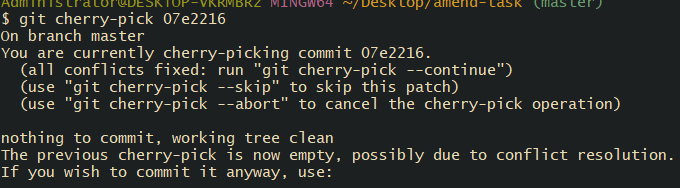 Administrator@DESKTOP-VKRMBR2 MINGW64 ~/Desktop/amend-task (master)
$ git cherry-pick 07e2216
On branch master
You are currently cherry-picking commit 07e2216.
  (all conflicts fixed: run "git cherry-pick --continue")
  (use "git cherry-pick --skip" to skip this patch)
  (use "git cherry-pick --abort" to cancel the cherry-pick operation)

nothing to commit, working tree clean
The previous cherry-pick is now empty, possibly due to conflict resolution.
If you wish to commit it anyway, use: